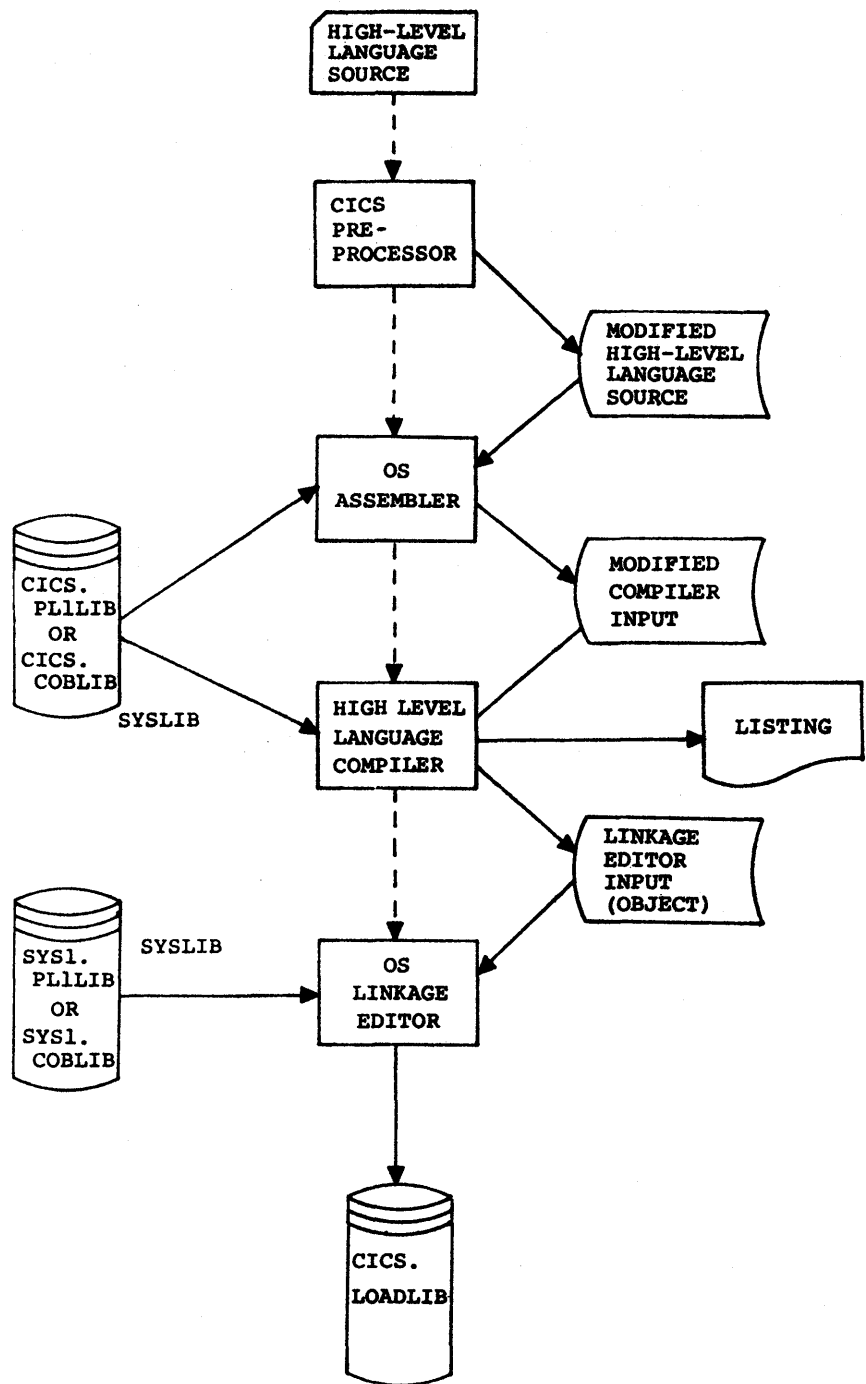 HIGH-LEVEL
LANGUAGE
SOURCE
CICS
PRE-
PROCESSOR
MODIFIED
HIGH-LEVEL
LANGUAGE
SOURCE
OS
ASSEMBLER
CICS.
PL1LIB
OR
CICS.
COBLIB
SYSLIB
MODIFIED
COMPILER
INPUT
HIGH LEVEL
LANGUAGE
COMPILER
LISTING
LINKAGE
EDITOR
INPUT
(OBJECT)
SYS1.
PL1LIB
OR
SYS1.
COBLIB
SYSLIB
OS
LINKAGE
EDITOR
CICS.
LOADLIB